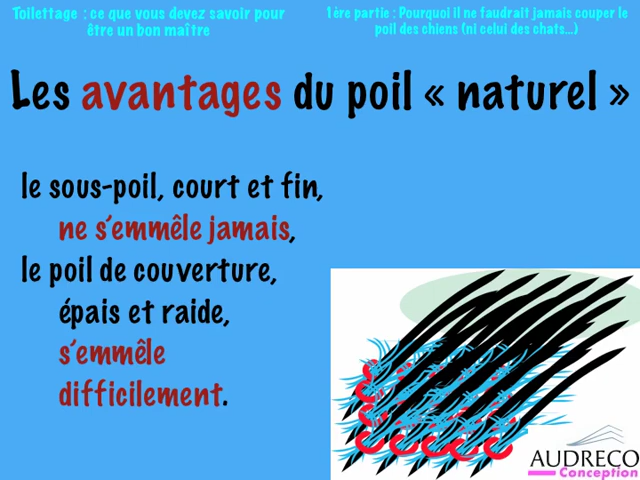 Toilettage : ce que vous devez savoir pour
être un bon maître
1ère partie : Pourquoi il ne faudrait jamais couper le
poil des chiens (ni celui des chats...)
Les avantages du poil « naturel »
le sous-poil, court et fin,
ne s'emmêle jamais,
le poil de couverture,
épais et raide,
s'emmêle
difficilement.
AUDRECO
Conception